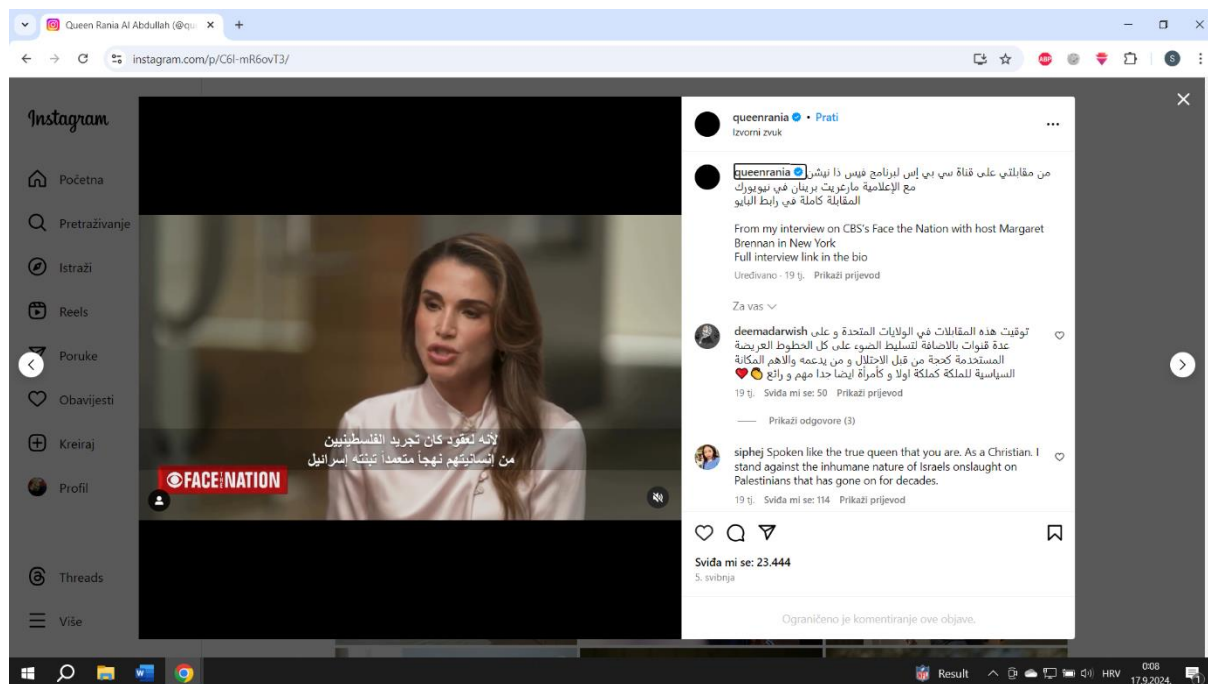 Queen Rania Al Abdullah (@qu
instagram.com/p/C6I-mR6ovT3/
ABP
S
Instagram
Početna
Pretraživanje
Istraži
Reels
Poruke
Obavijesti
Kreiraj
Profil
Threads
Više
لأنه لعقود كان تجريد الفلسطينيين
من إنسانيتهم نهجاً متعمداً تبنته إسرائيل
FACE THE NATION
queenrania • Prati
Izvorni zvuk
queenrania من مقابلتي على قناة سي بي إس لبرنامج فيس ذا نيشن
مع الإعلامية مارغريت برينان في نيويورك
المقابلة كاملة في رابط البايو
From my interview on CBS's Face the Nation with host Margaret
Brennan in New York
Full interview link in the bio
Uređivano · 19 tj. Prikaži prijevod
Za vas
deemadarwish توقيت هذه المقابلات في الولايات المتحدة و على
عدة قنوات بالاضافة لتسليط الضوء على كل الخطوط العريضة
المستخدمة كحجة من قبل الاحتلال و من يدعمه والاهم المكانة
السياسية للملكة كملكة اولا و كأمرأة ايضا جدا مهم و رائع 👏❤️
19 tj. Sviđa mi se: 50 Prikaži prijevod
Prikaži odgovore (3)
siphej Spoken like the true queen that you are. As a Christian. I
stand against the inhumane nature of Israels onslaught on
Palestinians that has gone on for decades.
19 tj. Sviđa mi se: 114 Prikaži prijevod
Sviđa mi se: 23.444
5. svibnja
Ograničeno je komentiranje ove objave.
Result
HRV
0:08
17.9.2024.